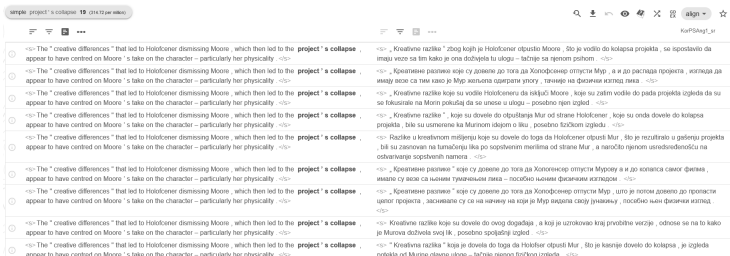 simple project's collapse 19 (314.72 per million)
align
KorPSAng1_si
<s> The " creative differences " that led to Holofcener dismissing Moore , which then led to the project ' s collapse ,
appear to have centred on Moore ' s take on the character – particularly her physicality . </s>
<s> „ Kreativne razlike " zbog kojih je Holofcener otpustio Moore , što je vodilo do kolapsa projekta , se ispostavilo da
imaju veze sa tim kako je ona doživela tu ulogu – tačnije sa njenom psihom . </s>
<s> The " creative differences " that led to Holofcener dismissing Moore , which then led to the project ' s collapse ,
appear to have centred on Moore ' s take on the character – particularly her physicality . </s>
<s> „ Креативне разлике " које су довеле до тога да Холофсенер отпусти Мур , а и до распада пројекта , изгледа да
имају везе са тим како је Мур желела одиграти улогу , тачније на физички изглед лика . </s>
<s> The " creative differences " that led to Holofcener dismissing Moore , which then led to the project ' s collapse ,
appear to have centred on Moore ' s take on the character – particularly her physicality . </s>
<s> „ Kreativne razlike koje su vodile Holofceneru da isključi Moore , koje su zatim vodile do pada projekta izgleda da su
se fokusirale na Morin pokušaj da se unese u ulogu – posebno njen izgled . </s>
<s> The " creative differences " that led to Holofcener dismissing Moore , which then led to the project ' s collapse ,
appear to have centred on Moore ' s take on the character – particularly her physicality . </s>
<s> „ Kreativne razlike " , koje su dovele do otpuštanja Mur od strane Holofcener , koje su onda dovele do kolapsa
projekta , bile su usmerene ka Murinom idejom o liku , posebno fizičkom izgledu . </s>
<s> The " creative differences " that led to Holofcener dismissing Moore , which then led to the project ' s collapse ,
appear to have centred on Moore ' s take on the character – particularly her physicality . </s>
<s> Razlike u kreativnom mišljenju koje su dovele do toga da Holofcener otpusti Mur , što je rezultiralo u gašenju projekta
, bili su zasnovan na tumačenju lika po sopstvenim merilima od strane Mur , a naročito njenom usredsređenošću na
ostvarivanje sopstvenih namera . </s>
<s> The " creative differences " that led to Holofcener dismissing Moore , which then led to the project ' s collapse ,
appear to have centred on Moore ' s take on the character – particularly her physicality . </s>
<s> „ Креативне разлике " које су довеле до тога да Хологенсер отпусти Мурову а и до колапса самог филма ,
имале су везе са њеним тумачењем лика – посебно њеним физичким изгледом . </s>
<s> The " creative differences " that led to Holofcener dismissing Moore , which then led to the project ' s collapse ,
appear to have centred on Moore ' s take on the character – particularly her physicality . </s>
<s> „ Креативне разлике " које су довеле до тога да Холофсенер отпусти Мур , што је потом довело до пропасти
целог пројекта , заснивале су се на начину на који је Мур видела своју јунакињу , посебно њен физички изглед .
</s>
<s> The " creative differences " that led to Holofcener dismissing Moore , which then led to the project ' s collapse ,
appear to have centred on Moore ' s take on the character – particularly her physicality . </s>
<s> Kreativne razlike koje su dovele do ovog događaja , a koji je uzrokovao kraj prvobitne verzije , odnose se na to kako
je Murova doživela svoj lik , posebno spoljašnji izgled . </s>
<s> The " creative differences " that led to Holofcener dismissing Moore , which then led to the project ' s collapse ,
appear to have centred on Moore ' s take on the character – particularly her physicality . </s>
<s> „ Kreativna razlika " koja je dovela do toga da Holofser otpusti Mur , što je kasnije dovelo do kolapsa , je izgleda
potekla od Murine glavne uloge – tačnije njenog fizičkog izgleda . </s>